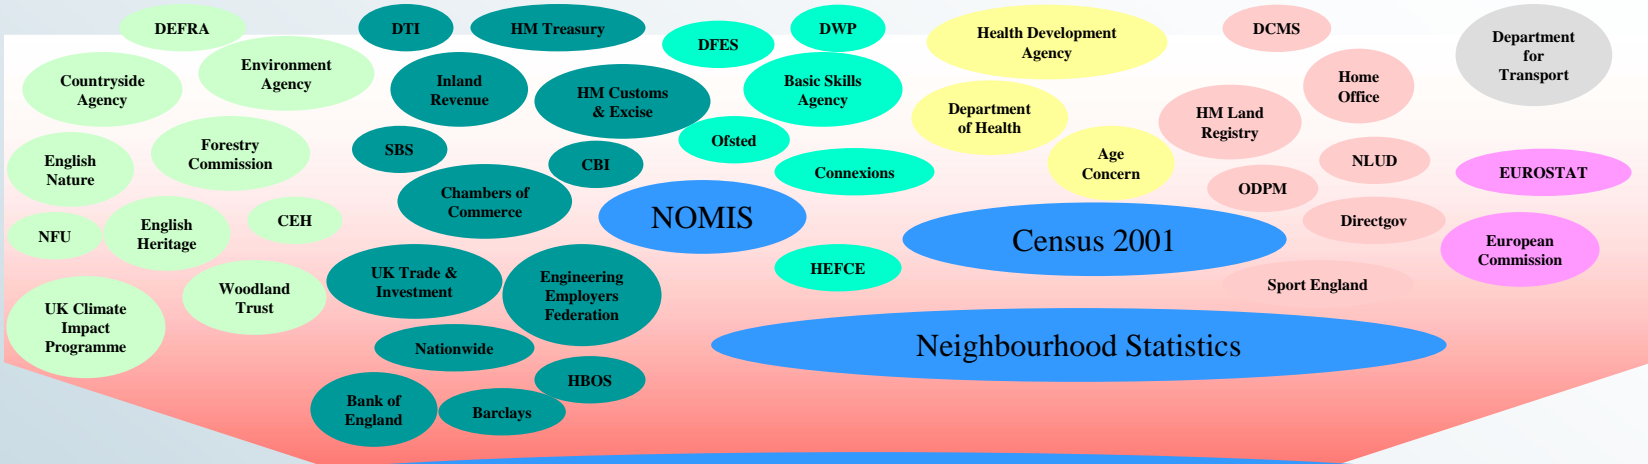 DEFRA
Countryside
Agency
Environment
Agency
English
Nature
Forestry
Commission
NFU
English
Heritage
CEH
UK Climate
Impact
Programme
Woodland
Trust
DTI
HM Treasury
Inland
Revenue
HM Customs
& Excise
SBS
CBI
Chambers of
Commerce
UK Trade &
Investment
Engineering
Employers
Federation
Nationwide
HBOS
Bank of
England
Barclays
DFES
DWP
Basic Skills
Agency
Ofsted
Connexions
HEFCE
NOMIS
Health Development
Agency
Department
of Health
Age
Concern
Census 2001
Neighbourhood Statistics
DCMS
Home
Office
HM Land
Registry
NLUD
ODPM
Directgov
Sport England
Department
for
Transport
EUROSTAT
European
Commission